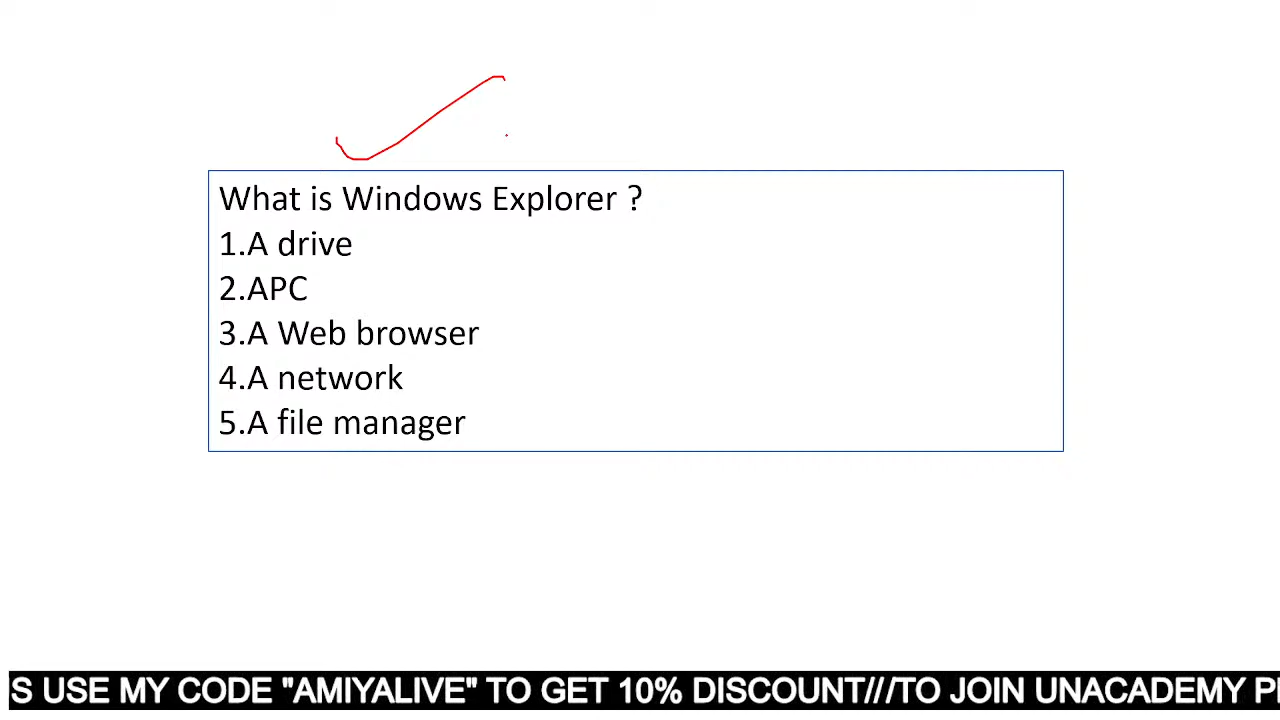 What is Windows Explorer ?
1.A drive
2.APC
3.A Web browser
4.A network
5.A file manager
S USE MY CODE "AMIYALIVE" TO GET 10% DISCOUNT///TO JOIN UNACADEMY